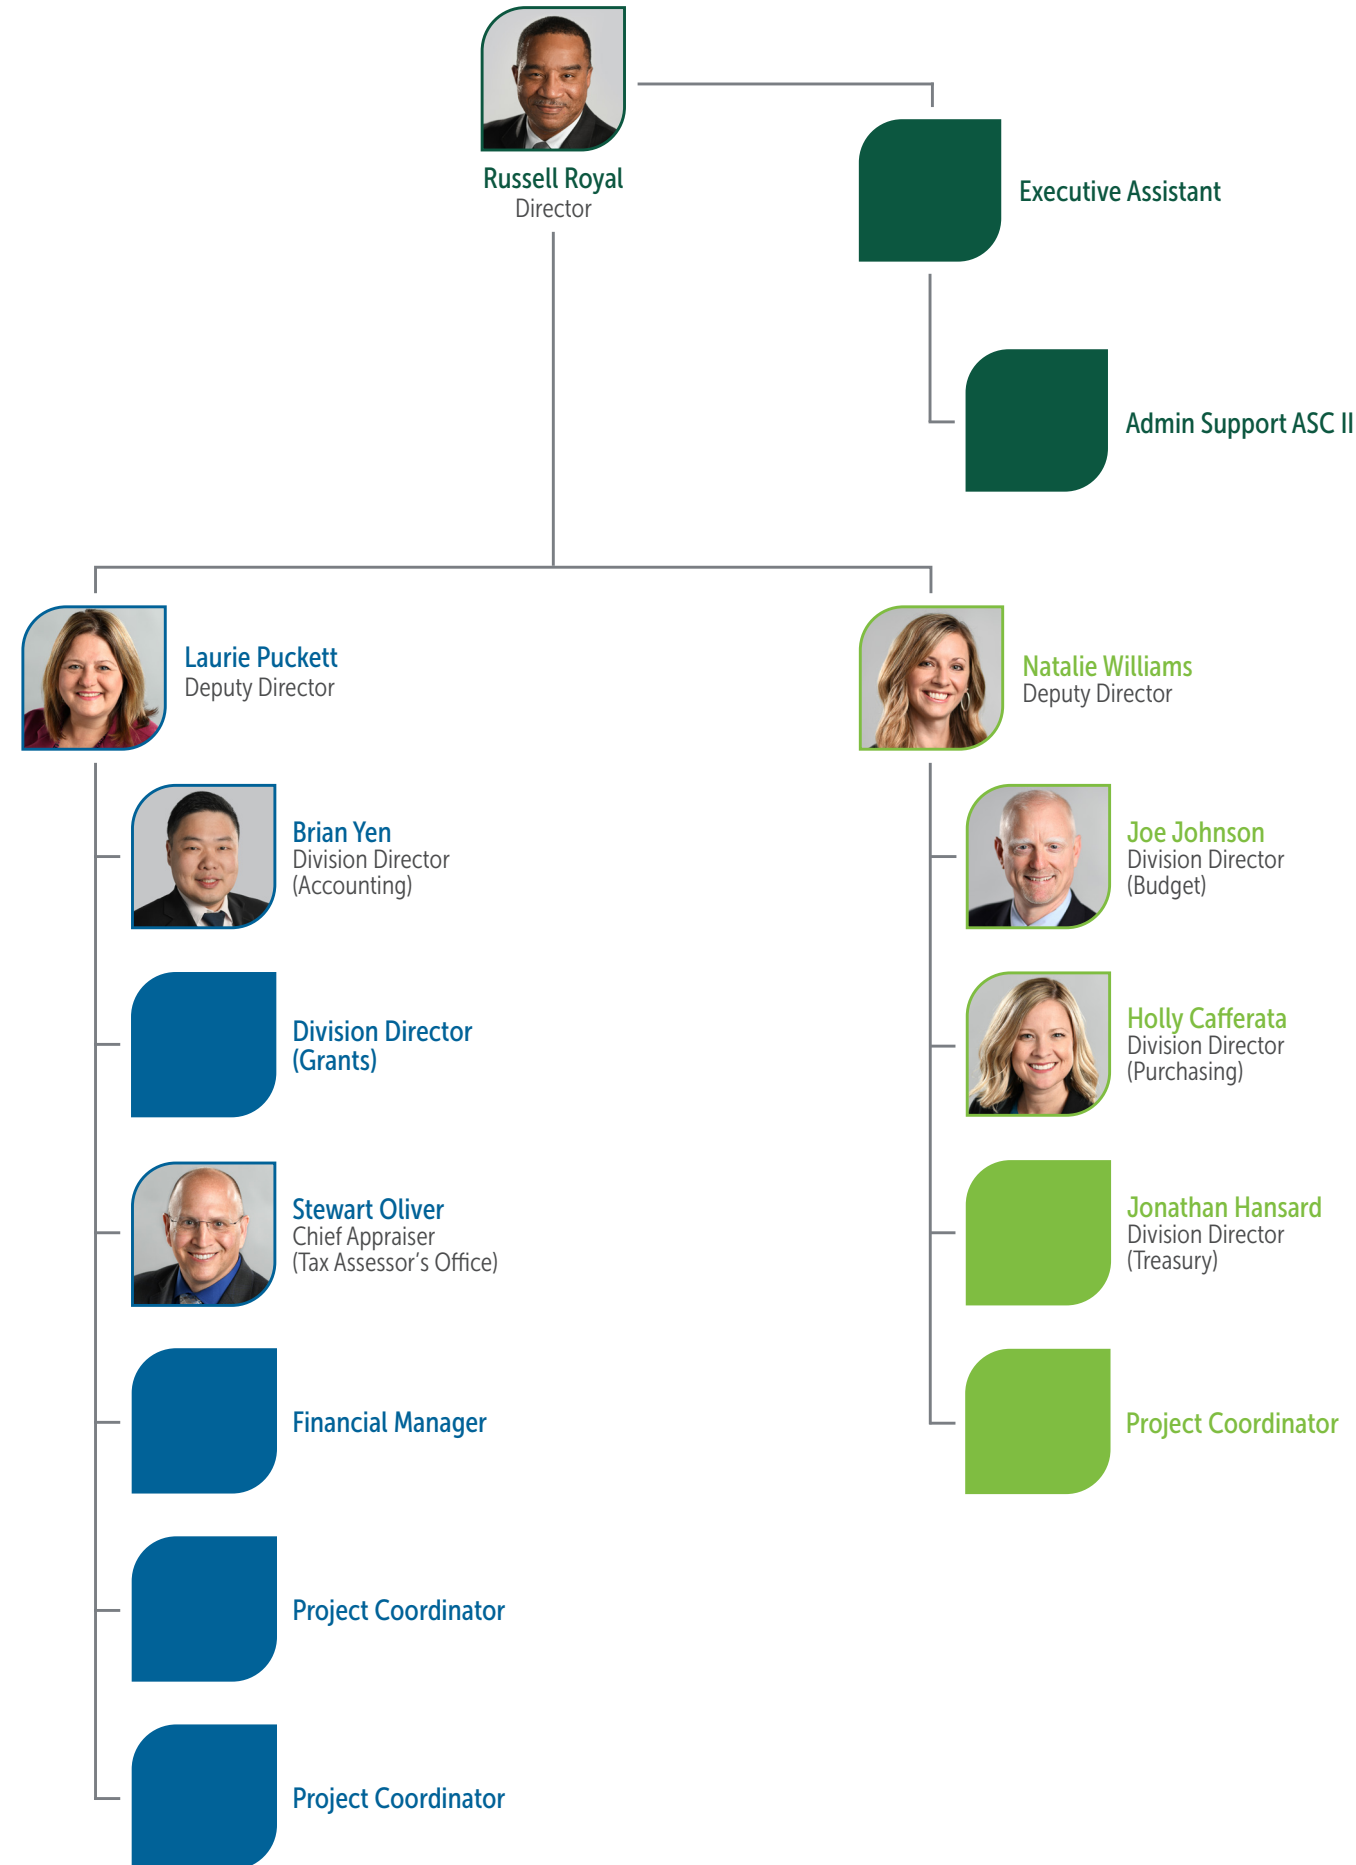 Russell Royal
Director
Executive Assistant
Admin Support ASC II
Laurie Puckett
Deputy Director
Brian Yen
Division Director
(Accounting)
Division Director
(Grants)
Stewart Oliver
Chief Appraiser
(Tax Assessor's Office)
Financial Manager
Project Coordinator
Project Coordinator
Natalie Williams
Deputy Director
Joe Johnson
Division Director
(Budget)
Holly Cafferata
Division Director
(Purchasing)
Jonathan Hansard
Division Director
(Treasury)
Project Coordinator